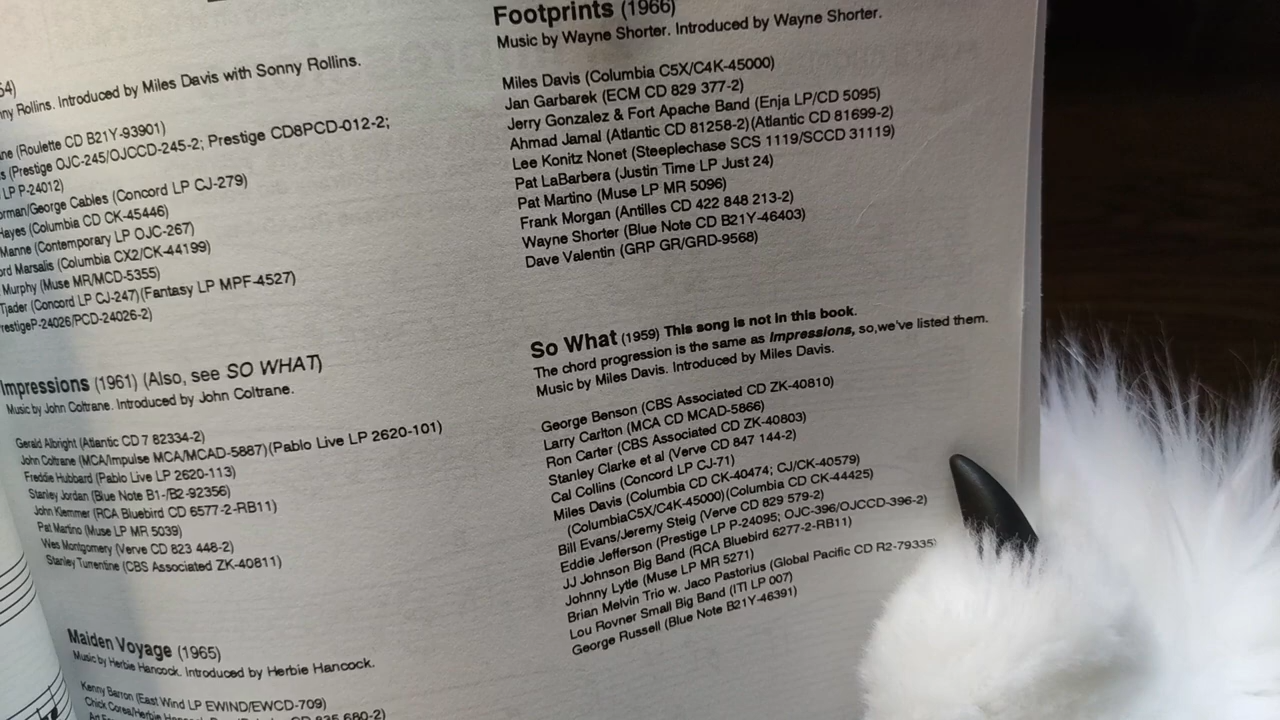 54)
ny Rollins. Introduced by Miles Davis with Sonny Rollins.
ne (Roulette CD B21Y-93901)
s (Prestige OJC-245/OJCCD-245-2; Prestige CD8PCD-012-2;
LP P-24012)
orman/George Cables (Concord LP CJ-279)
Hayes (Columbia CD CK-45446)
Manne (Contemporary LP OJC-267)
ord Marsalis (Columbia CX2/CK-44199)
Murphy (Muse MR/MCD-5355)
Tjader (Concord LP CJ-247)(Fantasy LP MPF-4527)
restigeP-24026/PCD-24026-2)
Impressions (1961) (Also, see SO WHAT)
Music by John Coltrane. Introduced by John Coltrane.
Gerald Albright (Atlantic CD 7 82334-2)
John Coltrane (MCA/Impulse MCA/MCAD-5887)(Pablo Live LP 2620-101)
Freddie Hubbard (Pablo Live LP 2620-113)
Stanley Jordan (Blue Note B1-/B2-92356)
John Klemmer (RCA Bluebird CD 6577-2-RB11)
Pat Martino (Muse LP MR 5039)
Wes Montgomery (Verve CD 823 448-2)
Stanley Turrentine (CBS Associated ZK-40811)
Maiden Voyage (1965)
Music by Herbie Hancock. Introduced by Herbie Hancock.
Kenny Barron (East Wind LP EWIND/EWCD-709)
Chick Corea/Herbie CD 835 680-2)
Footprints (1966)
Music by Wayne Shorter. Introduced by Wayne Shorter.
Miles Davis (Columbia C5X/C4K-45000)
Jan Garbarek (ECM CD 829 377-2)
Jerry Gonzalez & Fort Apache Band (Enja LP/CD 5095)
Ahmad Jamal (Atlantic CD 81258-2)(Atlantic CD 81699-2)
Lee Konitz Nonet (Steeplechase SCS 1119/SCCD 31119)
Pat LaBarbera (Justin Time LP Just 24)
Pat Martino (Muse LP MR 5096)
Frank Morgan (Antilles CD 422 848 213-2)
Wayne Shorter (Blue Note CD B21Y-46403)
Dave Valentin (GRP GR/GRD-9568)
So What (1959) This song is not in this book.
The chord progression is the same as Impressions, so,we've listed them.
Music by Miles Davis. Introduced by Miles Davis.
George Benson (CBS Associated CD ZK-40810)
Larry Carlton (MCA CD MCAD-5866)
Ron Carter (CBS Associated CD ZK-40803)
Stanley Clarke et al (Verve CD 847 144-2)
Cal Collins (Concord LP CJ-71)
Miles Davis (Columbia CD CK-40474; CJ/CK-40579)
(ColumbiaC5X/C4K-45000)(Columbia CD CK-44425)
Bill Evans/Jeremy Steig (Verve CD 829 579-2)
Eddie Jefferson (Prestige LP P-24095; OJC-396/OJCCD-396-2)
JJ Johnson Big Band (RCA Bluebird 6277-2-RB11)
Johnny Lytle (Muse LP MR 5271)
Brian Melvin Trio w. Jaco Pastorius (Global Pacific CD R2-79335)
Lou Rovner Small Big Band (ITI LP 007)
George Russell (Blue Note B21Y-46391)